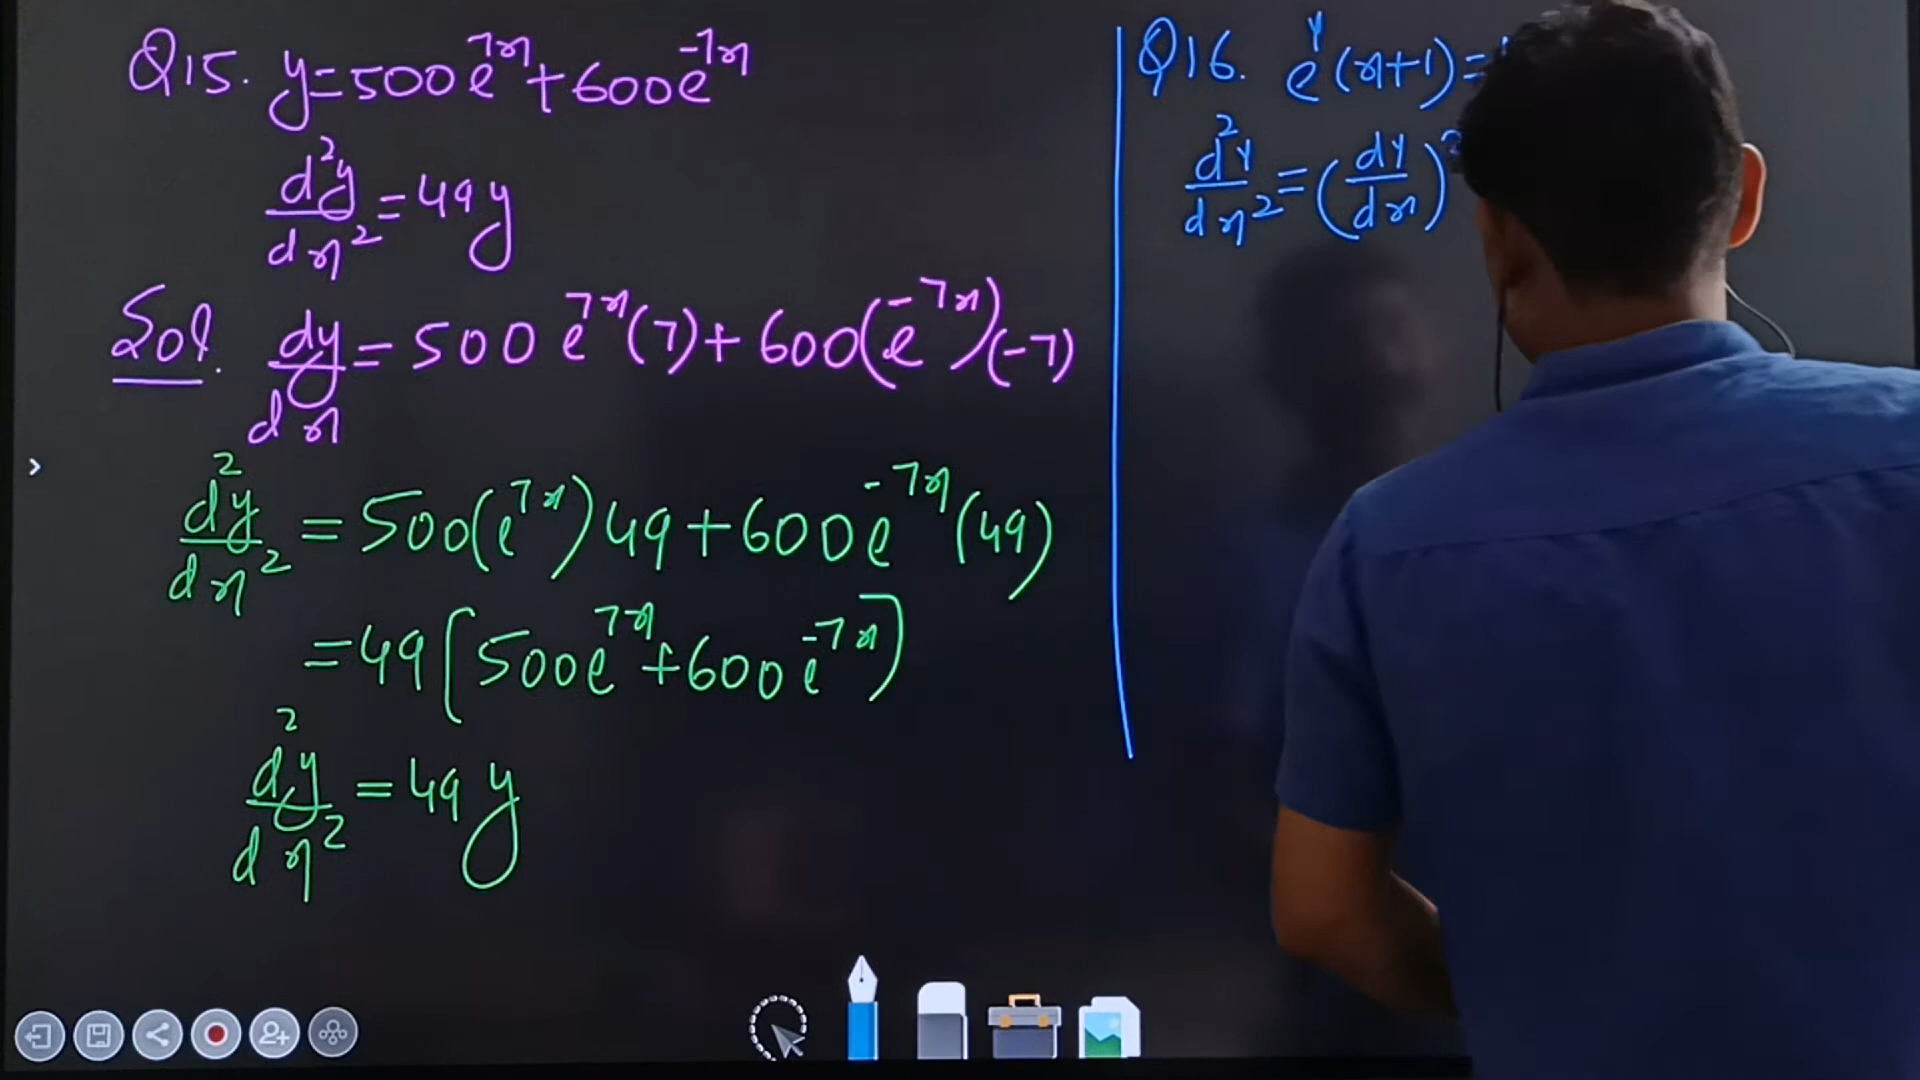 Q15. y=500e^7x+600e^-7x
d²y/dx²=49y
Sol. dy/dx=500 e^7x(7)+600(e^-7x)(-7)
d²y/dx²=500(e^7x)49+600e^-7x(49)
=49[500e^7x+600e^-7x]
d²y/dx²=49y
Q16. e^y(x+1)=
d²y/dx²=(dy/dx)²